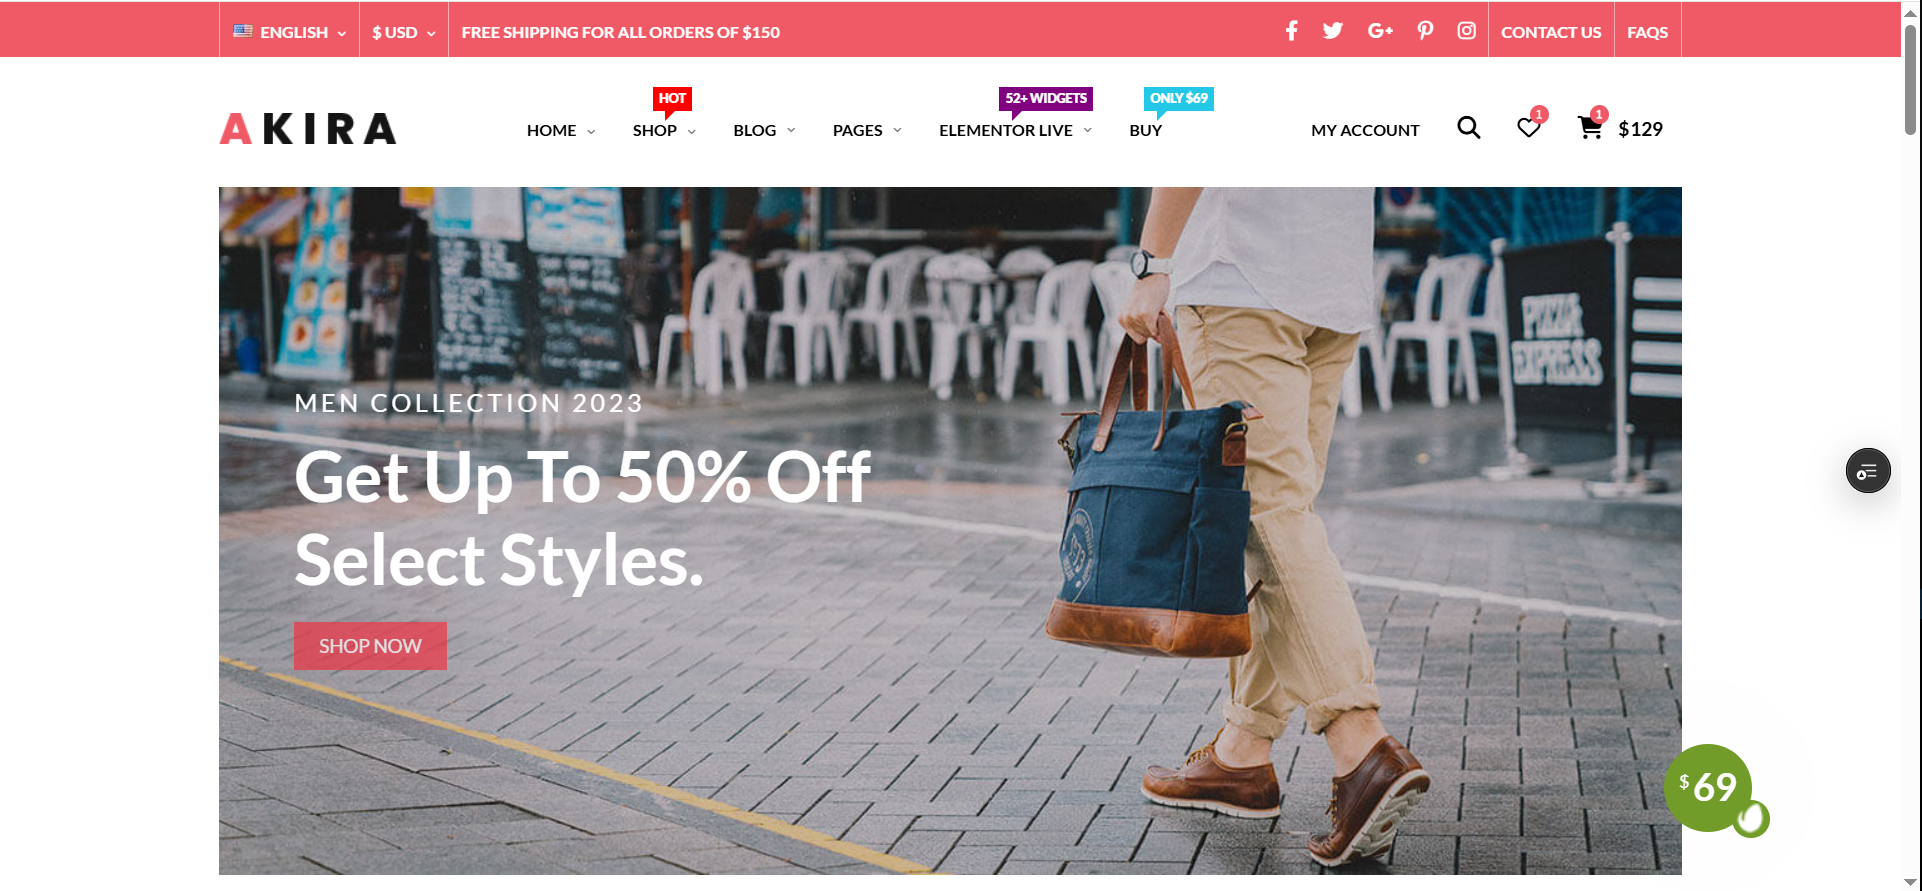 ENGLISH $ USD FREE SHIPPING FOR ALL ORDERS OF $150 CONTACT US FAQS
HOT 52+ WIDGETS ONLY $69
AKIRA HOME SHOP BLOG PAGES ELEMENTOR LIVE BUY MY ACCOUNT 1 1 $129
PIZZA
EXPRESS
MEN COLLECTION 2023
Get Up To 50% Off
Select Styles.
SHOP NOW
$69